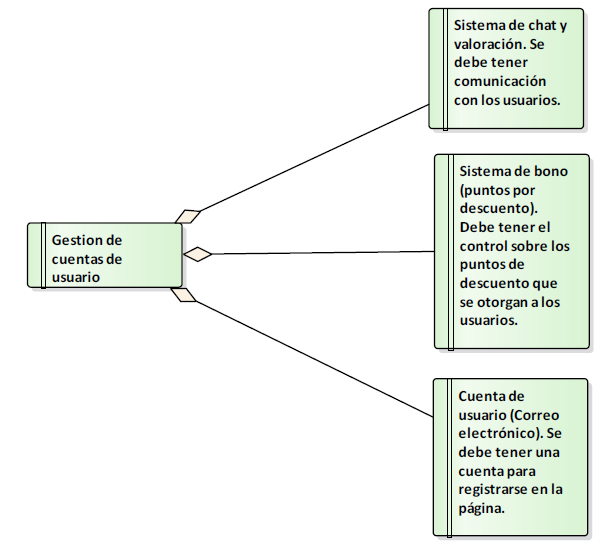 Sistema de chat y
valoración. Se
debe tener
comunicación
con los usuarios.
Sistema de bono
(puntos por
descuento).
Debe tener el
control sobre los
puntos de
descuento que
se otorgan a los
usuarios.
Gestion de
cuentas de
usuario
Cuenta de
usuario (Correo
electrónico). Se
debe tener una
cuenta para
registrarse en la
página.